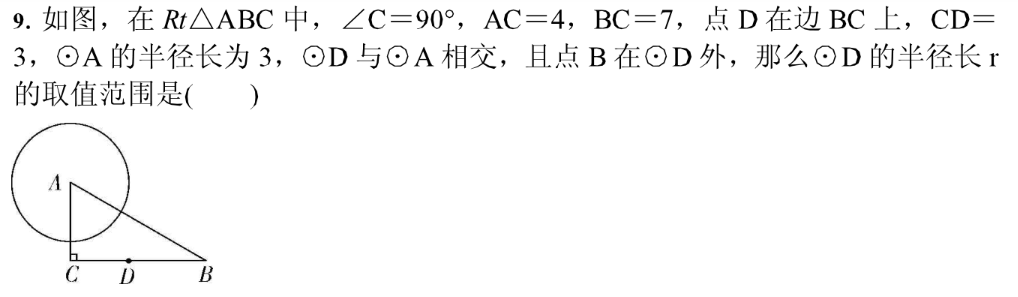 9. 如图，在 Rt△ABC 中，∠C＝90°，AC＝4，BC＝7，点 D 在边 BC 上，CD＝
3，⊙A 的半径长为 3，⊙D 与⊙A 相交，且点 B 在⊙D 外，那么⊙D 的半径长 r
的取值范围是(　　)
A
C D B